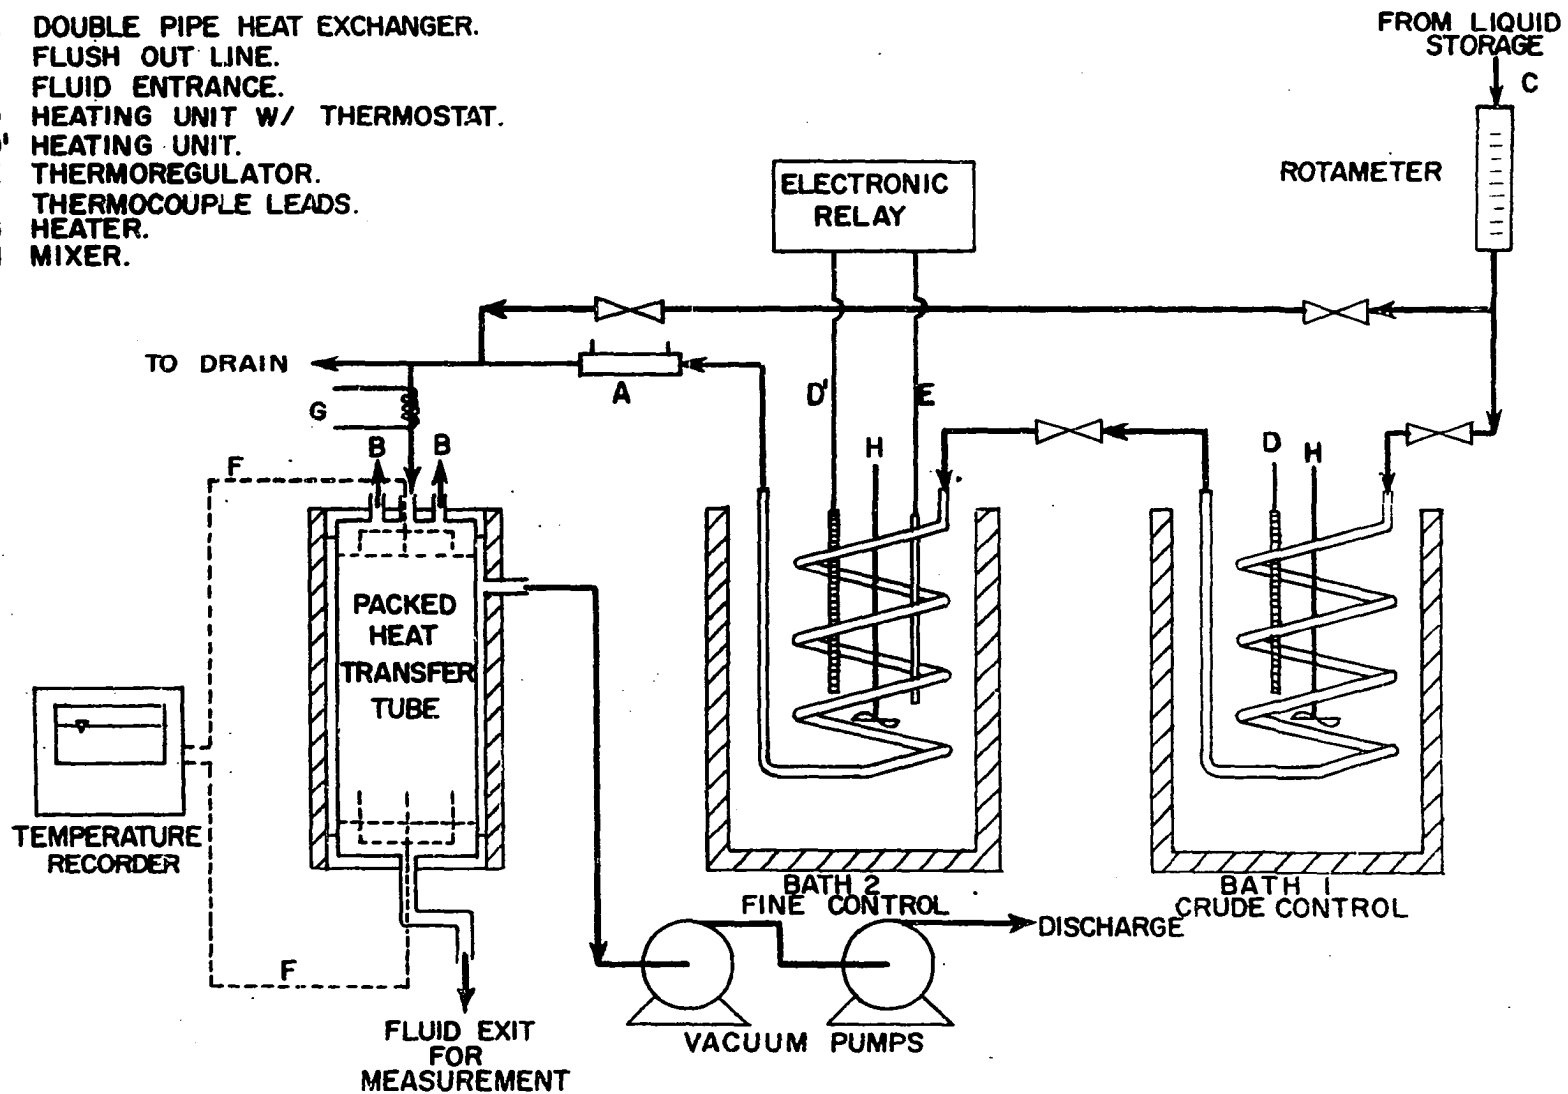 DOUBLE PIPE HEAT EXCHANGER.
FLUSH OUT LINE.
FLUID ENTRANCE.
HEATING UNIT W/ THERMOSTAT.
D' HEATING UNIT.
THERMOREGULATOR.
THERMOCOUPLE LEADS.
HEATER.
MIXER.
FROM LIQUID
STORAGE
C
ROTAMETER
ELECTRONIC
RELAY
TO DRAIN
A
D'
E
G
B
B
H
D
H
F
PACKED
HEAT
TRANSFER
TUBE
TEMPERATURE
RECORDER
BATH 2
FINE CONTROL
BATH 1
CRUDE CONTROL
DISCHARGE
F
FLUID EXIT
FOR
MEASUREMENT
VACUUM PUMPS